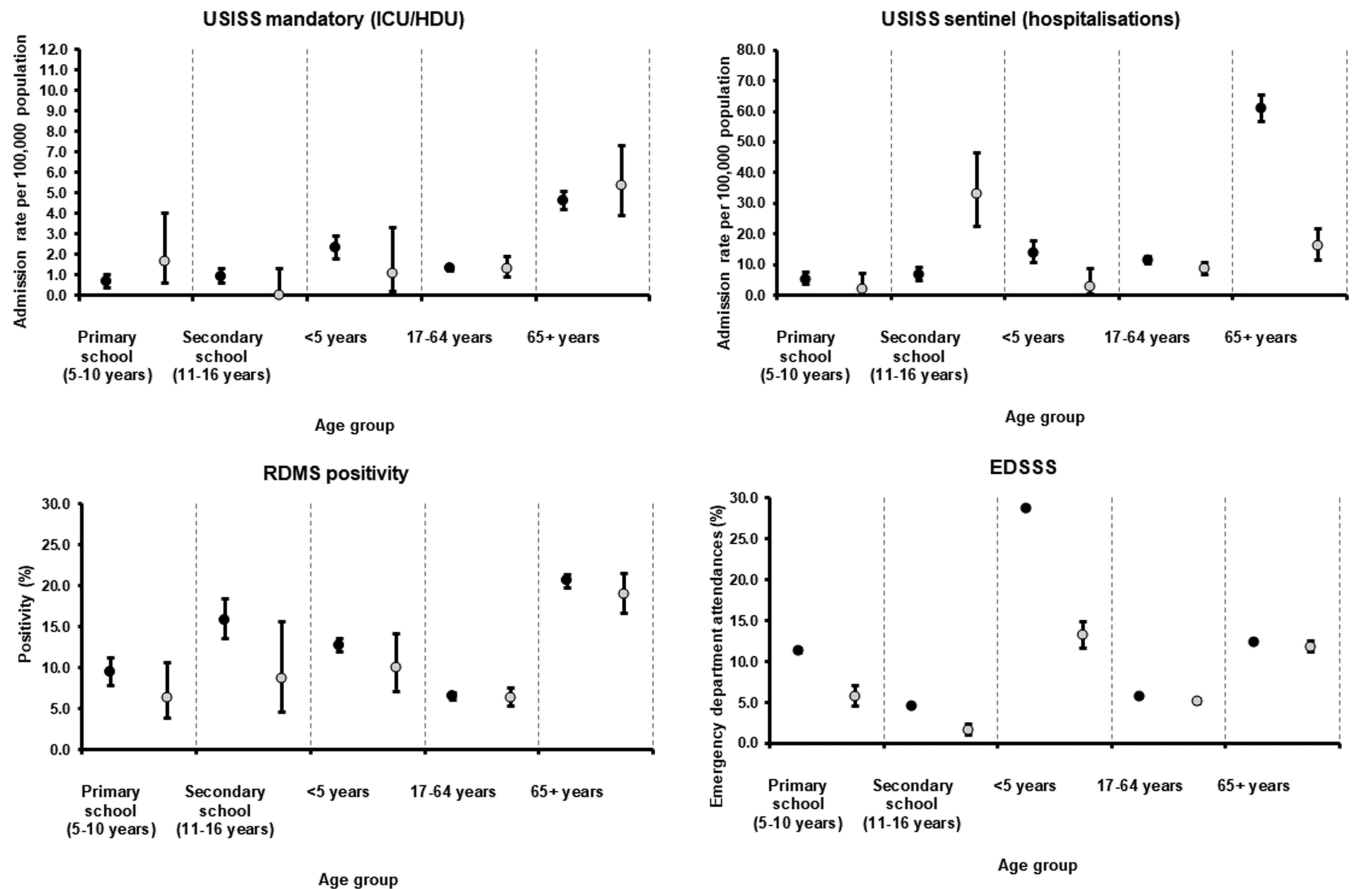 USISS mandatory (ICU/HDU)
Admission rate per 100,000 population
12.0
11.0
10.0
9.0
8.0
7.0
6.0
5.0
4.0
3.0
2.0
1.0
0.0
Primary
school
(5-10 years)
Secondary
school
(11-16 years)
<5 years
17-64 years
65+ years
Age group
USISS sentinel (hospitalisations)
Admission rate per 100,000 population
80.0
70.0
60.0
50.0
40.0
30.0
20.0
10.0
0.0
Primary
school
(5-10 years)
Secondary
school
(11-16 years)
<5 years
17-64 years
65+ years
Age group
RDMS positivity
Positivity (%)
30.0
25.0
20.0
15.0
10.0
5.0
0.0
Primary
school
(5-10 years)
Secondary
school
(11-16 years)
<5 years
17-64 years
65+ years
Age group
EDSSS
Emergency department attendances (%)
30.0
25.0
20.0
15.0
10.0
5.0
0.0
Primary
school
(5-10 years)
Secondary
school
(11-16 years)
<5 years
17-64 years
65+ years
Age group